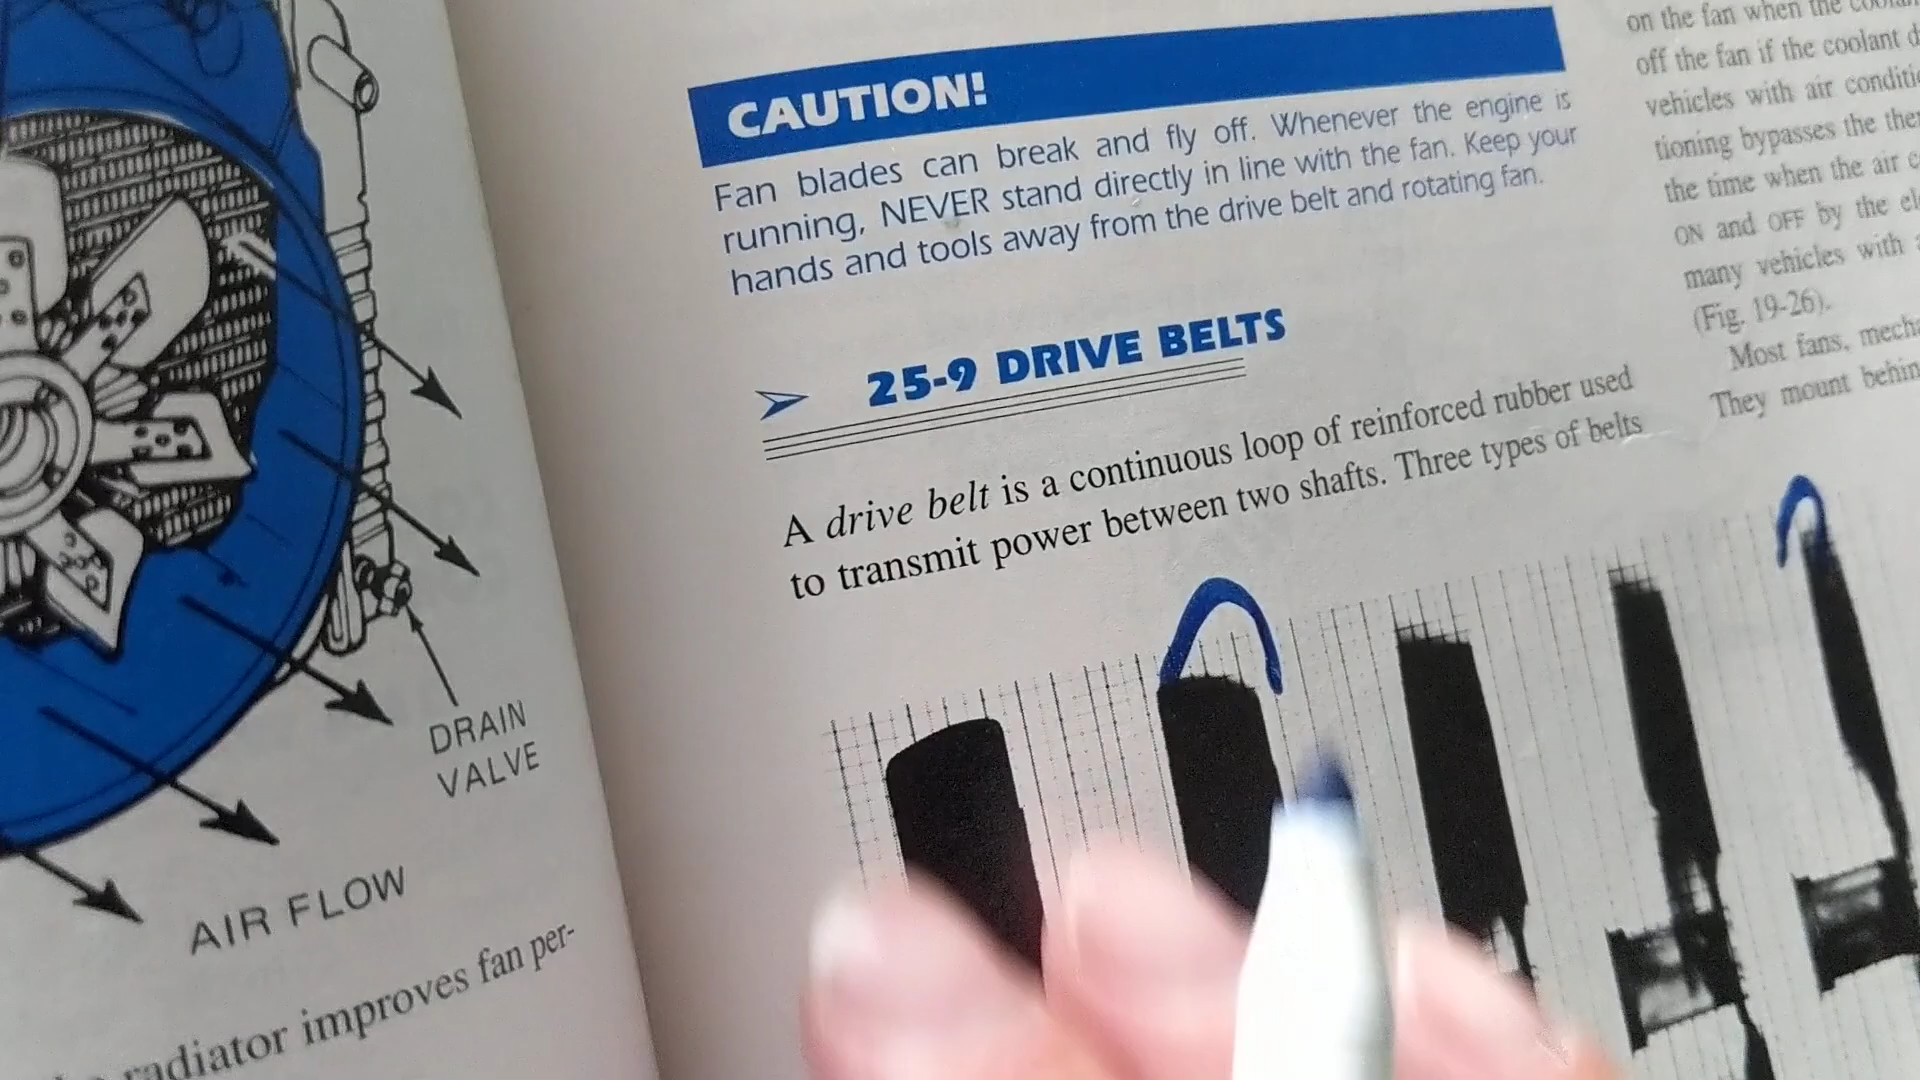 DRAIN
VALVE
AIR FLOW
radiator improves fan per-
CAUTION!
Fan blades can break and fly off. Whenever the engine is
running, NEVER stand directly in line with the fan. Keep your
hands and tools away from the drive belt and rotating fan.
25-9 DRIVE BELTS
A drive belt is a continuous loop of reinforced rubber used
to transmit power between two shafts. Three types of belts
on the fan when the
off the fan if the coolant
vehicles with air
tioning bypasses the
the time when the air
ON and OFF by the
many vehicles with
(Fig. 19-26).
Most fans,
They mount